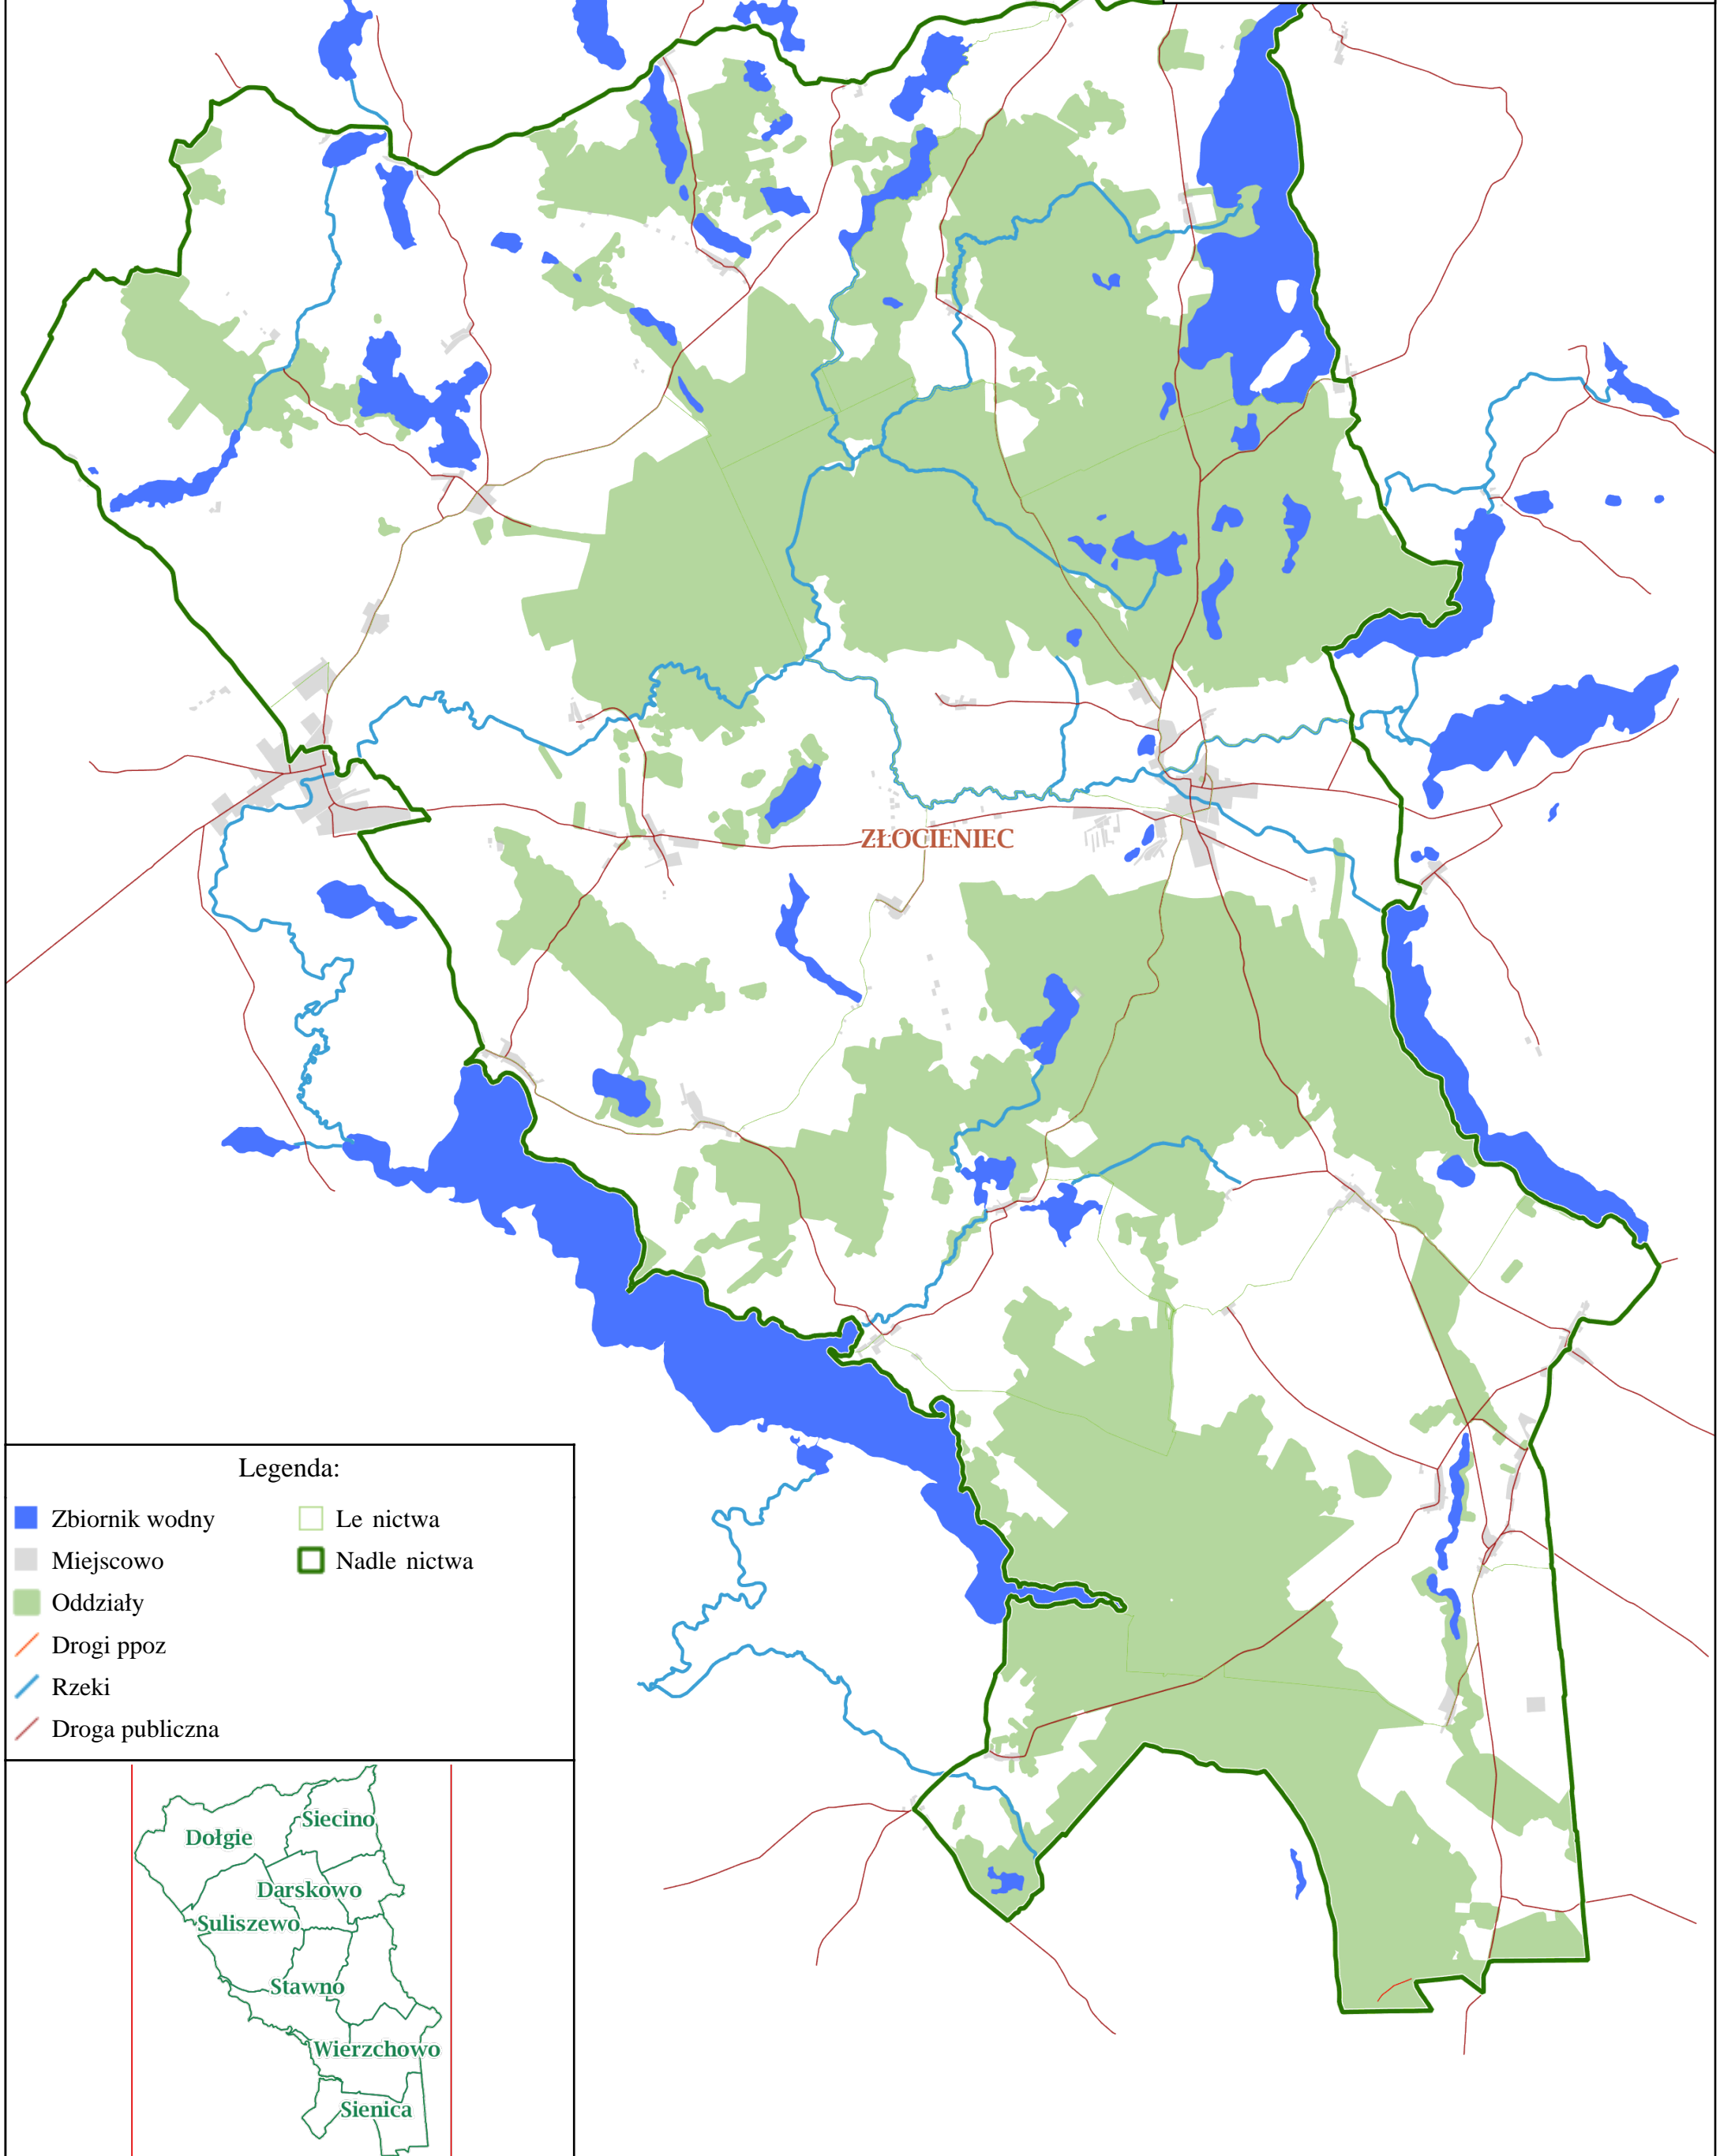 ZŁOCIENIEC
Legenda:
Zbiornik wodny
Miejscowo
Oddziały
Drogi ppoz
Rzeki
Droga publiczna
Le nictwa
Nadle nictwa
Siecino
Dołgie
Darskowo
Suliszewo
Stawno
Wierzchowo
Sienica